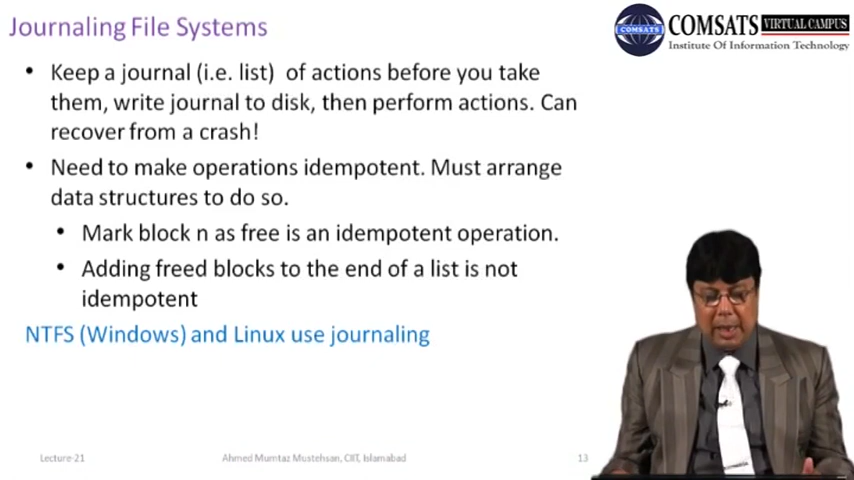 Journaling File Systems
COMSATS VIRTUAL CAMPUS
Institute Of Information Technology
COMSATS
• Keep a journal (i.e. list) of actions before you take
them, write journal to disk, then perform actions. Can
recover from a crash!
• Need to make operations idempotent. Must arrange
data structures to do so.
• Mark block n as free is an idempotent operation.
• Adding freed blocks to the end of a list is not
idempotent
NTFS (Windows) and Linux use journaling
Lecture-21
Ahmed Mumtaz Mustehsan, CIIT, Islamabad
13